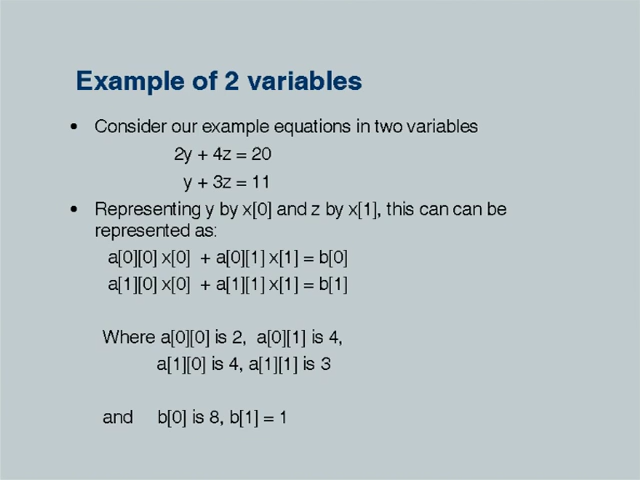 Example of 2 variables
• Consider our example equations in two variables
2y + 4z = 20
y + 3z = 11
• Representing y by x[0] and z by x[1], this can can be
represented as:
a[0][0] x[0] + a[0][1] x[1] = b[0]
a[1][0] x[0] + a[1][1] x[1] = b[1]
Where a[0][0] is 2, a[0][1] is 4,
a[1][0] is 4, a[1][1] is 3
and b[0] is 8, b[1] = 1